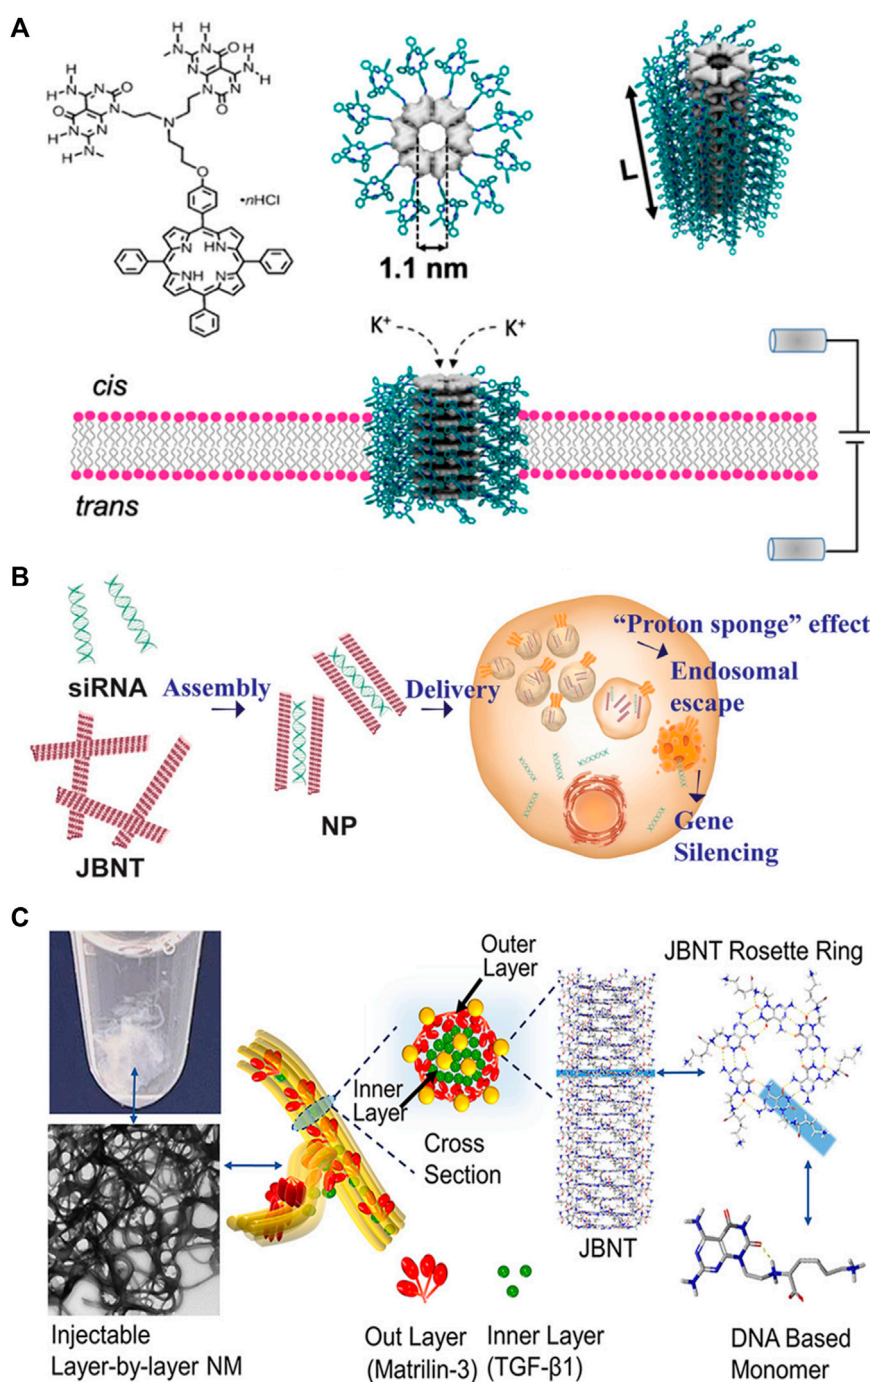 A
H
H
H
N
O
N
N
H
N
H
N
N
O
H
N
H
O
N
N
N
N
O
H
N
N
N
H
N
H
O
•nHCl
N
HN
NH
N
1.1 nm
L
K+
K+
cis
trans
B
siRNA
Assembly
JBNT
NP
Delivery
“Proton sponge” effect
Endosomal
escape
Gene
Silencing
C
Outer
Layer
Inner
Layer
Cross
Section
JBNT Rosette Ring
JBNT
Injectable
Layer-by-layer NM
Out Layer
(Matrilin-3)
Inner Layer
(TGF-β1)
DNA Based
Monomer